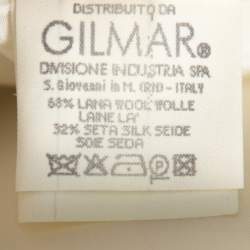 DISTRIBUITO DA
GILMAR®
DIVISIONE INDUSTRIA SPA
S. Giovanni in M. (RN) - ITALY
68% LANA WOOL WOLLE
LAINE LA'
32% SETA SILK SEIDE
SOIE SEDA
P